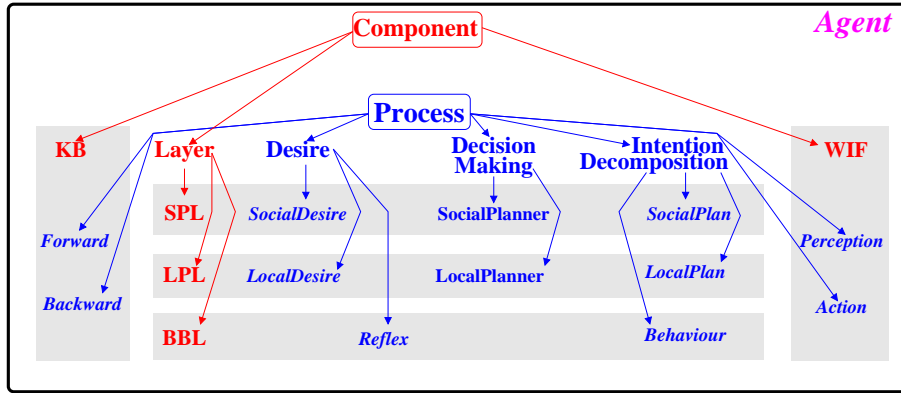 Agent
Component
Process
KB
Layer
Desire
Decision
Making
Intention
Decomposition
WIF
SPL
SocialDesire
SocialPlanner
SocialPlan
Forward
Perception
LPL
LocalDesire
LocalPlanner
LocalPlan
Backward
Action
BBL
Reflex
Behaviour